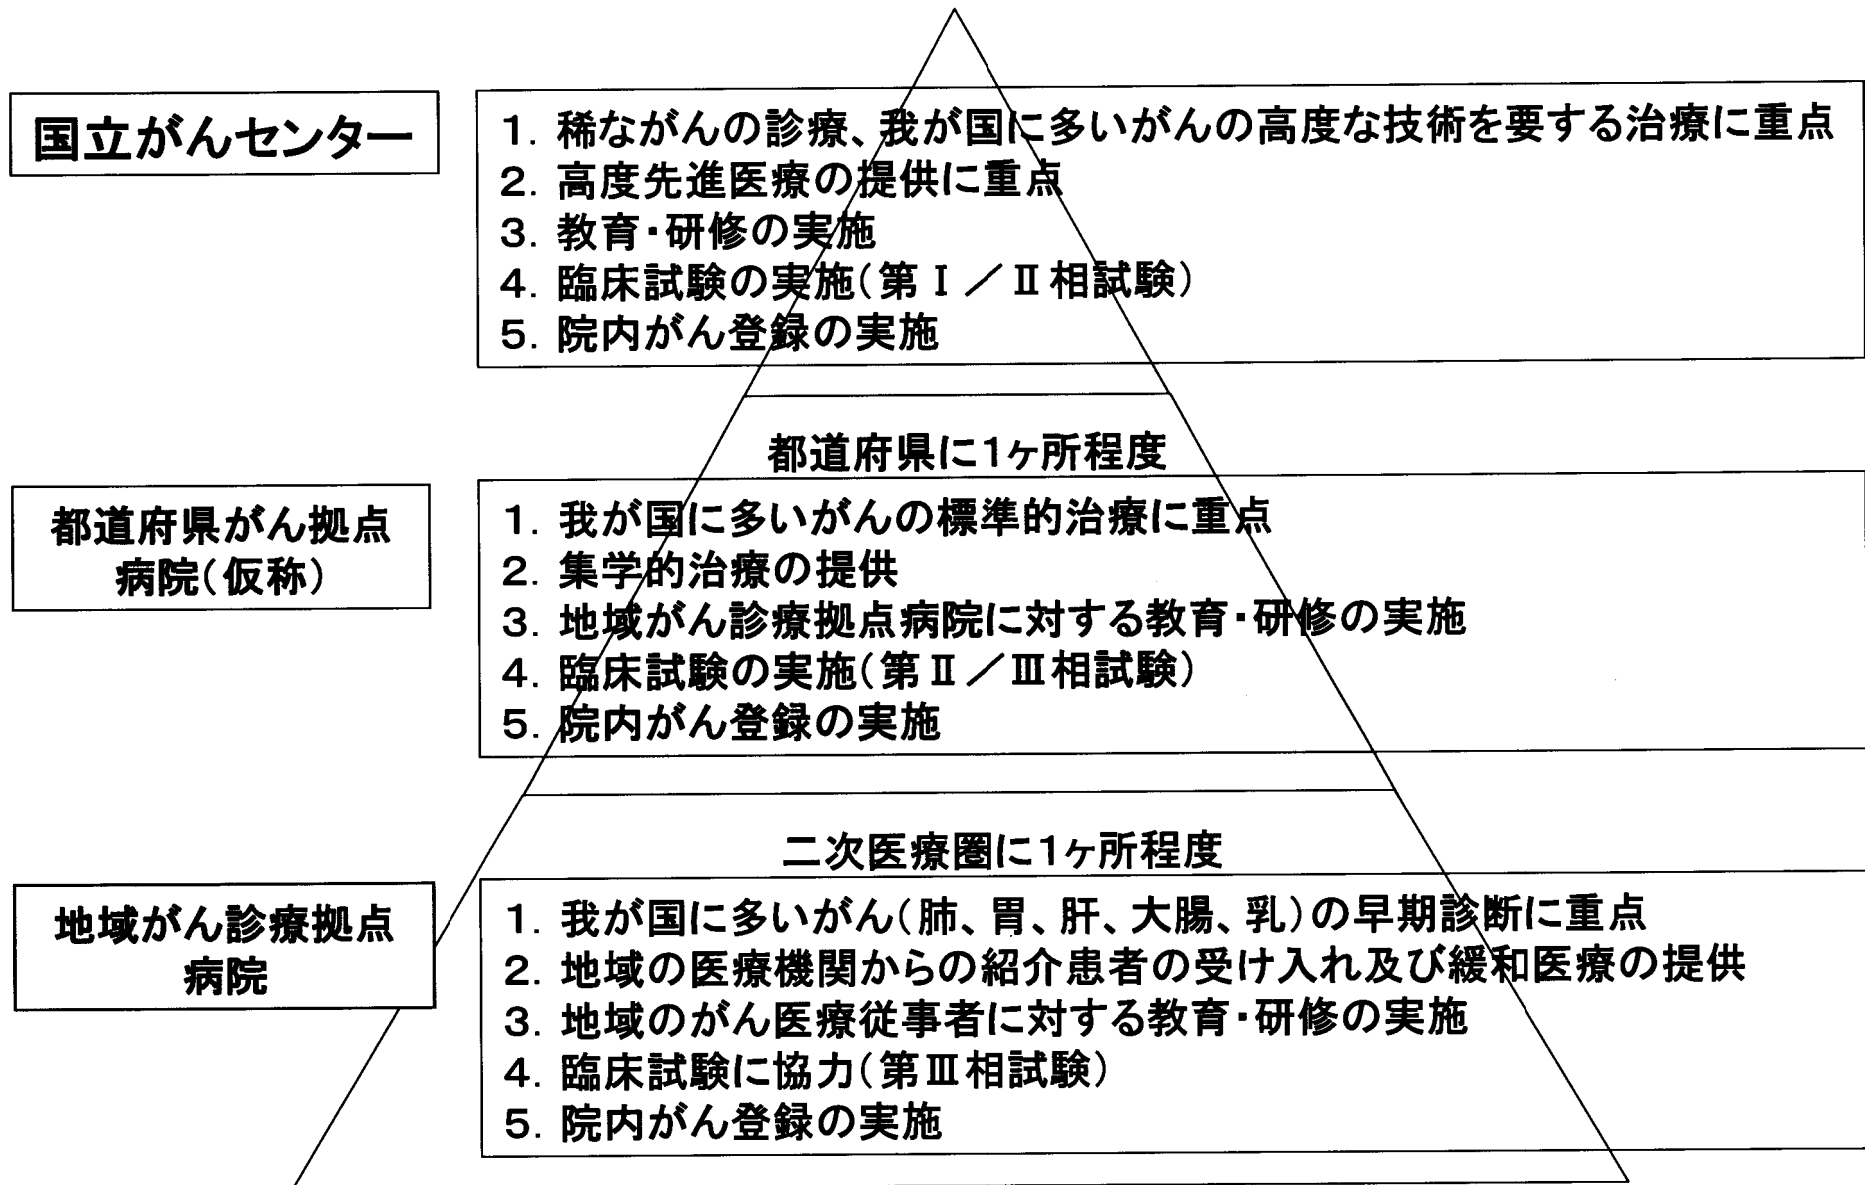 国立がんセンター
1. 稀ながんの診療、我が国に多いがんの高度な技術を要する治療に重点
2. 高度先進医療の提供に重点
3. 教育・研修の実施
4. 臨床試験の実施(第Ⅰ/Ⅱ相試験)
5. 院内がん登録の実施
都道府県に1ヶ所程度
都道府県がん拠点
病院(仮称)
1. 我が国に多いがんの標準的治療に重点
2. 集学的治療の提供
3. 地域がん診療拠点病院に対する教育・研修の実施
4. 臨床試験の実施(第Ⅱ/Ⅲ相試験)
5. 院内がん登録の実施
二次医療圏に1ヶ所程度
地域がん診療拠点
病院
1. 我が国に多いがん(肺、胃、肝、大腸、乳)の早期診断に重点
2. 地域の医療機関からの紹介患者の受け入れ及び緩和医療の提供
3. 地域のがん医療従事者に対する教育・研修の実施
4. 臨床試験に協力(第Ⅲ相試験)
5. 院内がん登録の実施